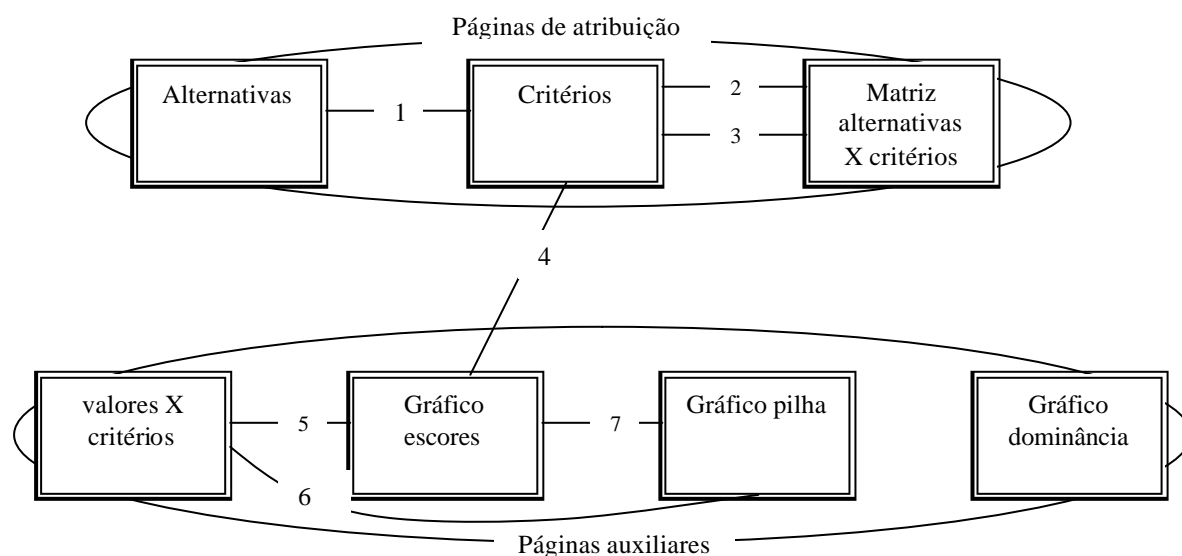 Páginas de atribuição
Alternativas
1
Critérios
2
3
Matriz
alternativas
X critérios
4
valores X
critérios
5
6
Gráfico
escores
7
Gráfico pilha
Gráfico
dominância
Páginas auxiliares